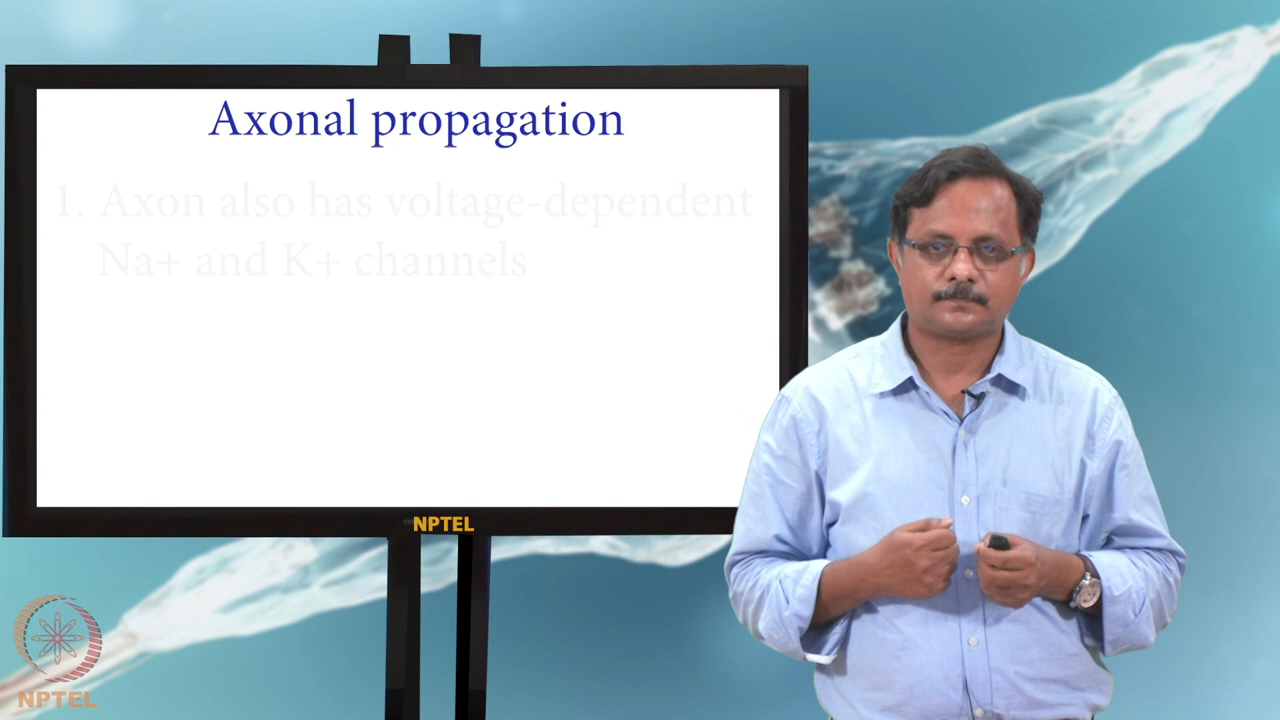 Axonal propagation
1. Axon also has voltage-dependent
Na+ and K+ channels
NPTEL
NPTEL